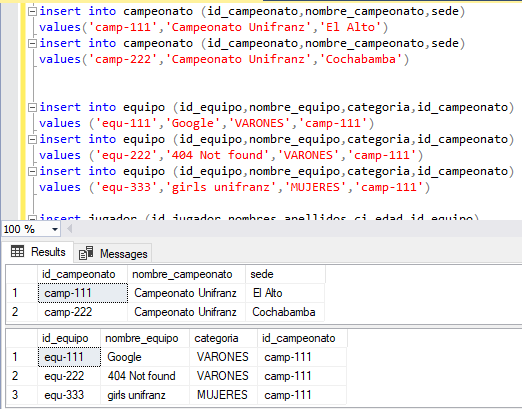 insert into campeonato (id_campeonato,nombre_campeonato,sede)
values('camp-111','Campeonato Unifranz','El Alto')
insert into campeonato (id_campeonato,nombre_campeonato,sede)
values('camp-222','Campeonato Unifranz','Cochabamba')
insert into equipo (id_equipo,nombre_equipo,categoria,id_campeonato)
values ('equ-111','Google','VARONES','camp-111')
insert into equipo (id_equipo,nombre_equipo,categoria,id_campeonato)
values ('equ-222','404 Not found','VARONES','camp-111')
insert into equipo (id_equipo,nombre_equipo,categoria,id_campeonato)
values ('equ-333','girls unifranz','MUJERES','camp-111')
insert jugador (id_jugador,nombres,apellidos,ci,edad,id_equipo)
100 %
Results Messages
id_campeonato nombre_campeonato sede
1 camp-111 Campeonato Unifranz El Alto
2 camp-222 Campeonato Unifranz Cochabamba
id_equipo nombre_equipo categoria id_campeonato
1 equ-111 Google VARONES camp-111
2 equ-222 404 Not found VARONES camp-111
3 equ-333 girls unifranz MUJERES camp-111